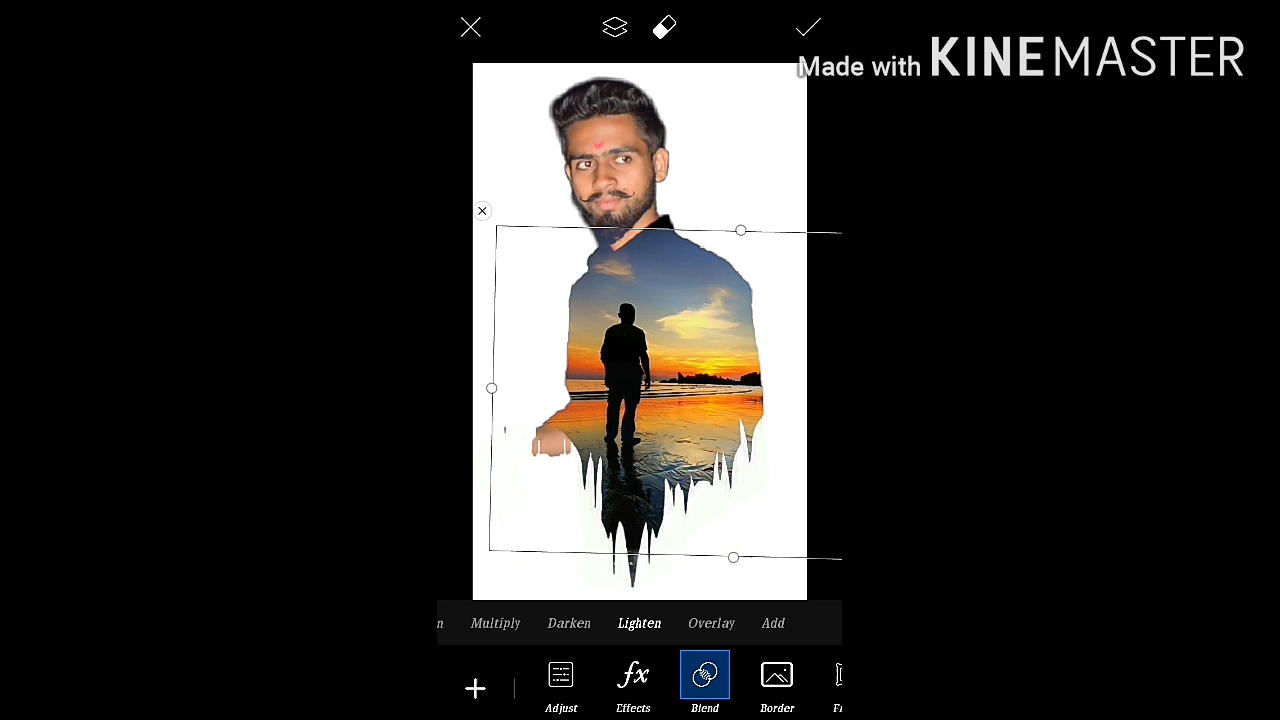 Made with KINEMASTER
Multiply Darken Lighten Overlay Add
Adjust Effects Blend Border